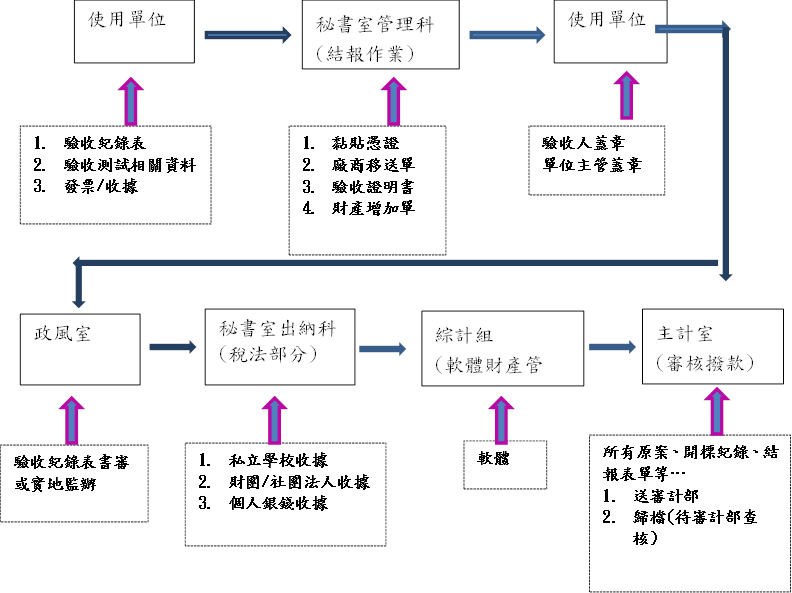 使用單位
秘書室管理科
(結報作業)
使用單位
1. 驗收紀錄表
2. 驗收測試相關資料
3. 發票/收據
1. 黏貼憑證
2. 廠商移送單
3. 驗收證明書
4. 財產增加單
驗收人蓋章
單位主管蓋章
政風室
秘書室出納科
(稅法部分)
綜計組
(軟體財產管
主計室
(審核撥款)
驗收紀錄表書審
或實地監辦
1. 私立學校收據
2. 財團/社團法人收據
3. 個人銀錢收據
軟體
所有原案、開標紀錄、結
報表單等…
1. 送審計部
2. 歸檔(待審計部查
核)